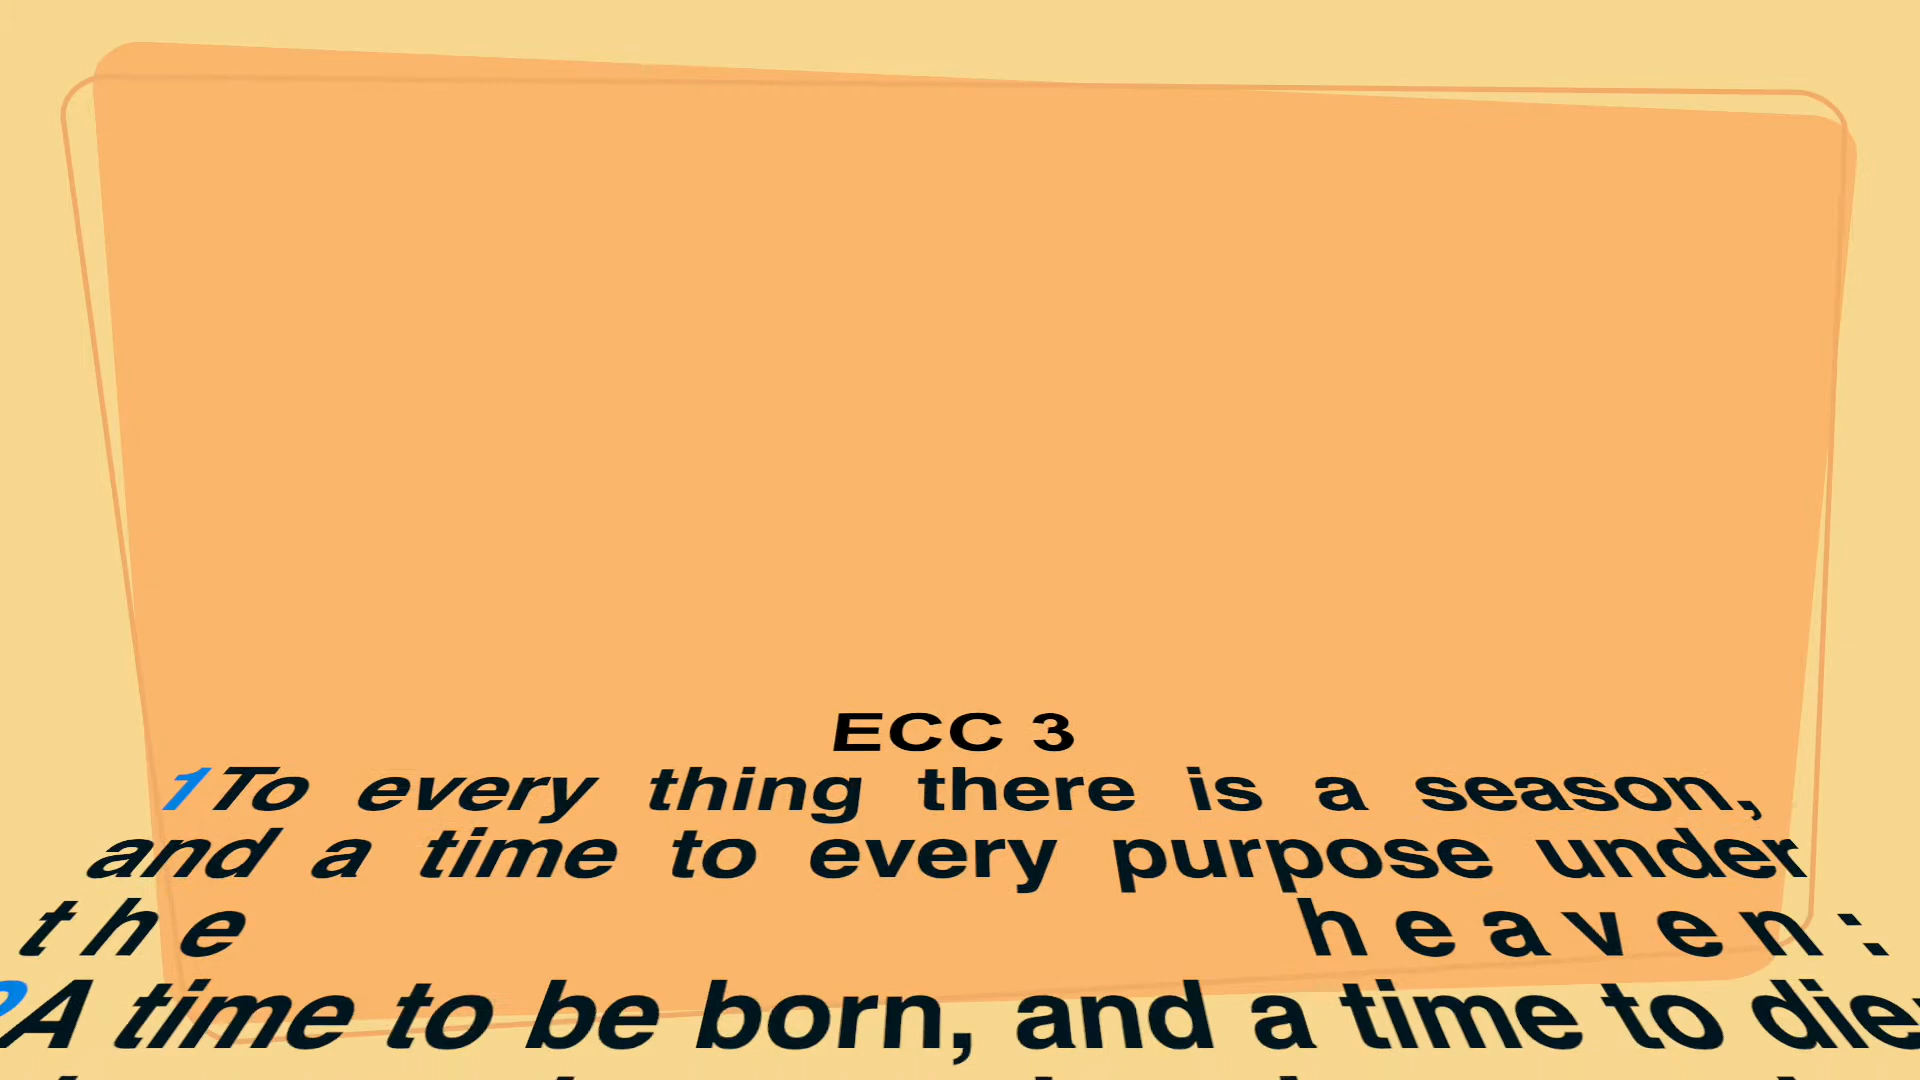 ECC 3
1To every thing there is a season,
and a time to every purpose under
the heaven:
2A time to be born, and a time to die;